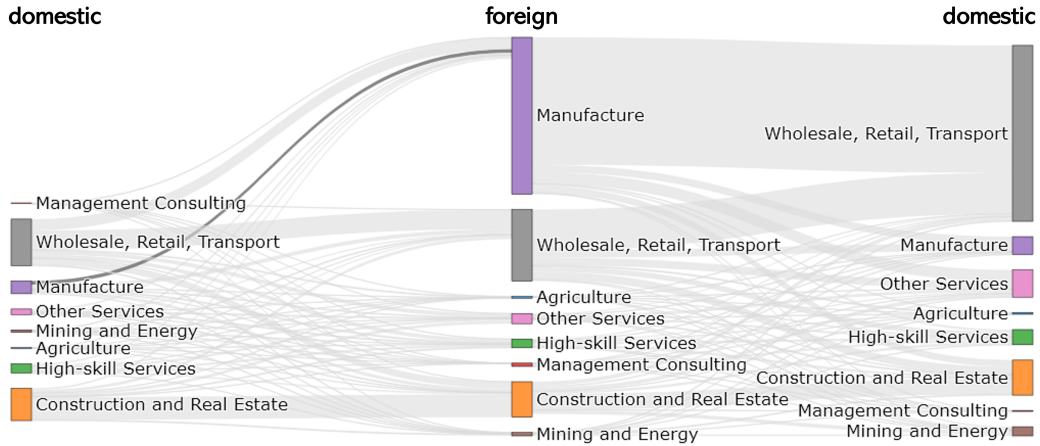 domestic
foreign
domestic
Management Consulting
Wholesale, Retail, Transport
Manufacture
Other Services
Mining and Energy
Agriculture
High-skill Services
Construction and Real Estate
Manufacture
Wholesale, Retail, Transport
Agriculture
Other Services
High-skill Services
Management Consulting
Construction and Real Estate
Mining and Energy
Wholesale, Retail, Transport
Manufacture
Other Services
Agriculture
High-skill Services
Construction and Real Estate
Management Consulting
Mining and Energy